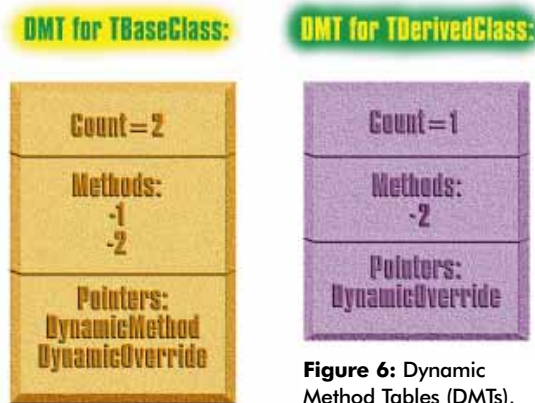 DMT for TBaseClass:
Count=2
Methods:
-1
-2
Pointers:
DynamicMethod
DynamicOverride
DMT for TDerivedClass:
Count=1
Methods:
-2
Pointers:
DynamicOverride
Figure 6: Dynamic
Method Tables (DMTs).